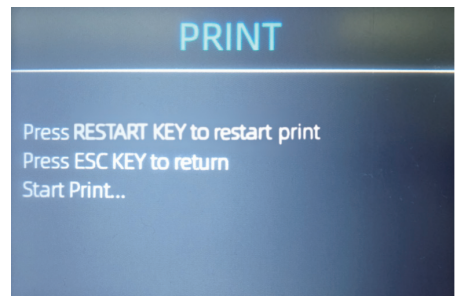 PRINT
Press RESTART KEY to restart print
Press ESC KEY to return
Start Print...